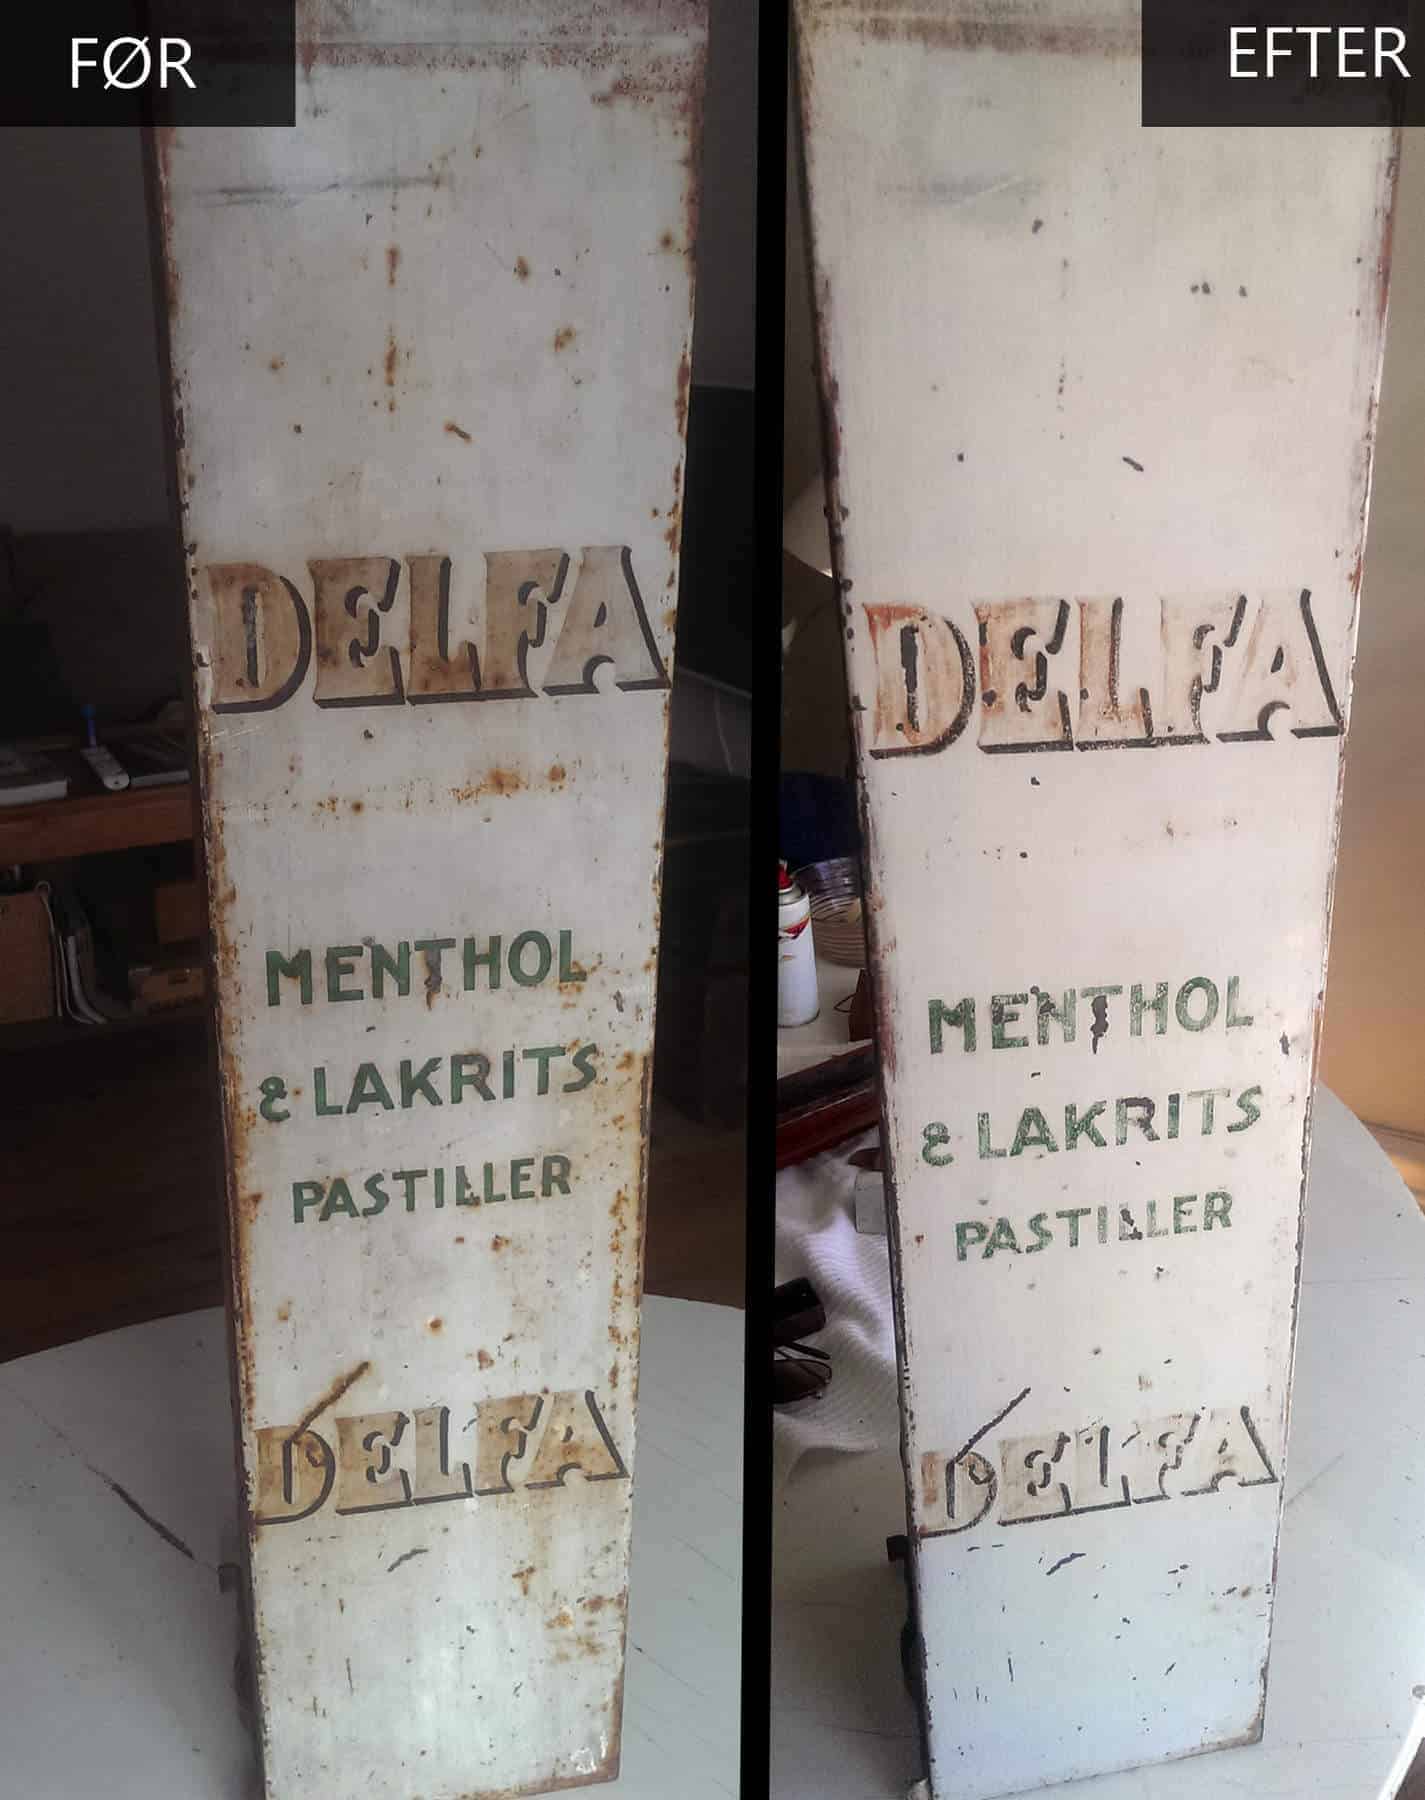 FØR
DELFA
MENTHOL
& LAKRITS
PASTILLER
DELFA
EFTER
DELFA
MENTHOL
& LAKRITS
PASTILLER
DELFA